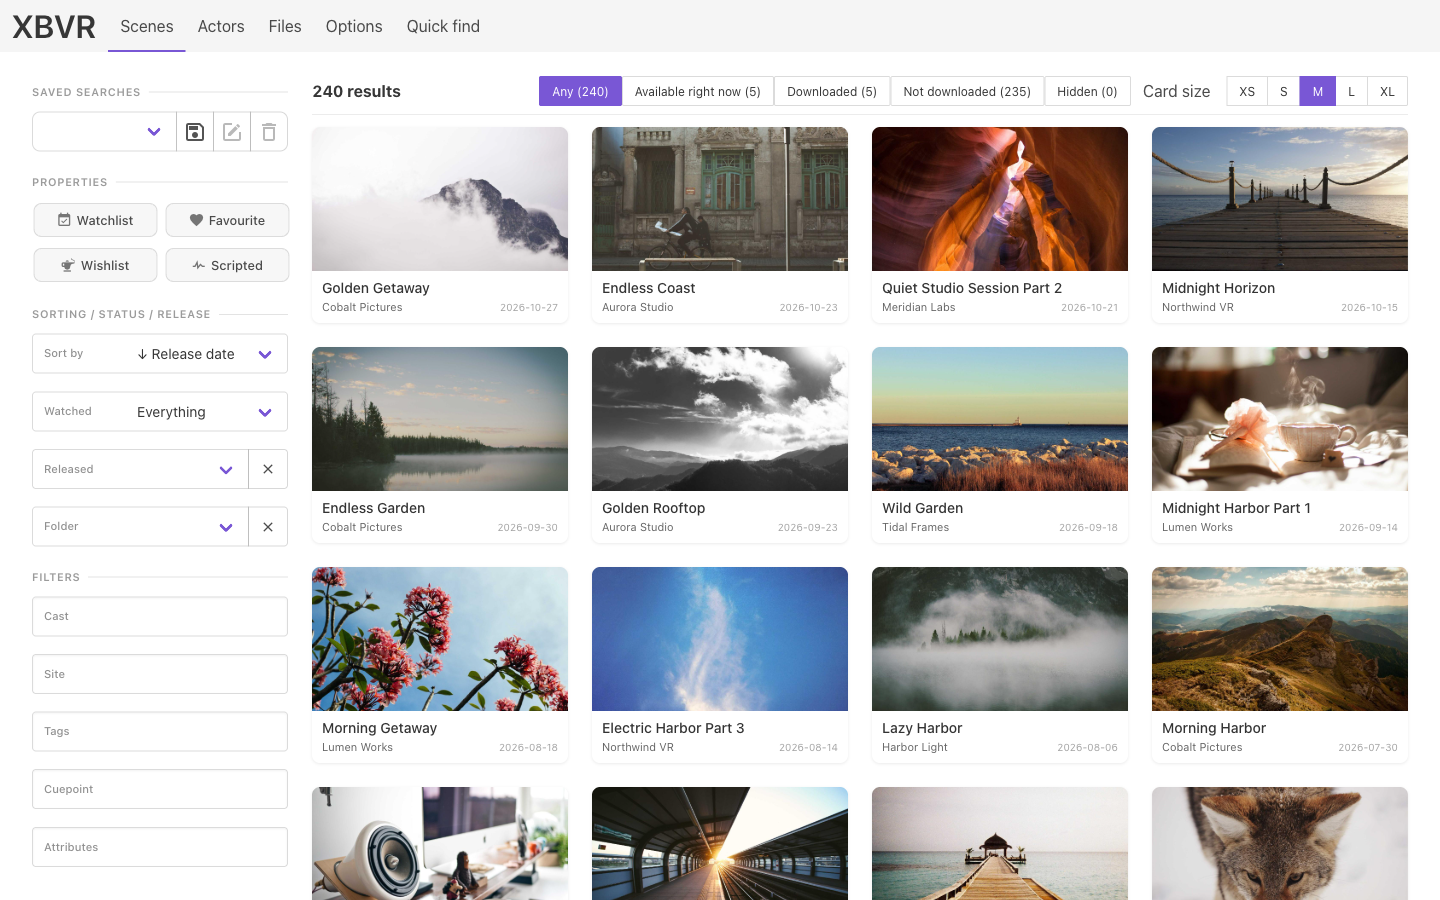 XBVR
Scenes
Actors
Files
Options
Quick find
SAVED SEARCHES
PROPERTIES
Watchlist
Favourite
Wishlist
Scripted
SORTING / STATUS / RELEASE
Sort by
↓ Release date
Watched
Everything
Released
Folder
FILTERS
Cast
Site
Tags
Cuepoint
Attributes
240 results
Any (240)
Available right now (5)
Downloaded (5)
Not downloaded (235)
Hidden (0)
Card size
XS
S
M
L
XL
Golden Getaway
Cobalt Pictures
2026-10-27
Endless Coast
Aurora Studio
2026-10-23
Quiet Studio Session Part 2
Meridian Labs
2026-10-21
Midnight Horizon
Northwind VR
2026-10-15
Endless Garden
Cobalt Pictures
2026-09-30
Golden Rooftop
Aurora Studio
2026-09-23
Wild Garden
Tidal Frames
2026-09-18
Midnight Harbor Part 1
Lumen Works
2026-09-14
Morning Getaway
Lumen Works
2026-08-18
Electric Harbor Part 3
Northwind VR
2026-08-14
Lazy Harbor
Harbor Light
2026-08-06
Morning Harbor
Cobalt Pictures
2026-07-30